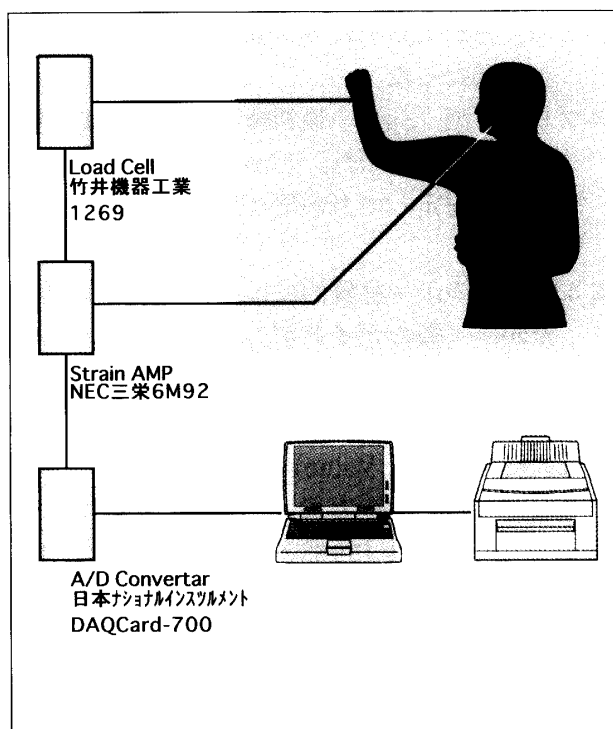 Load Cell
竹井機器工業
1269
Strain AMP
NEC三栄6M92
A/D Convertar
日本ナショナルインスツルメント
DAQCard-700